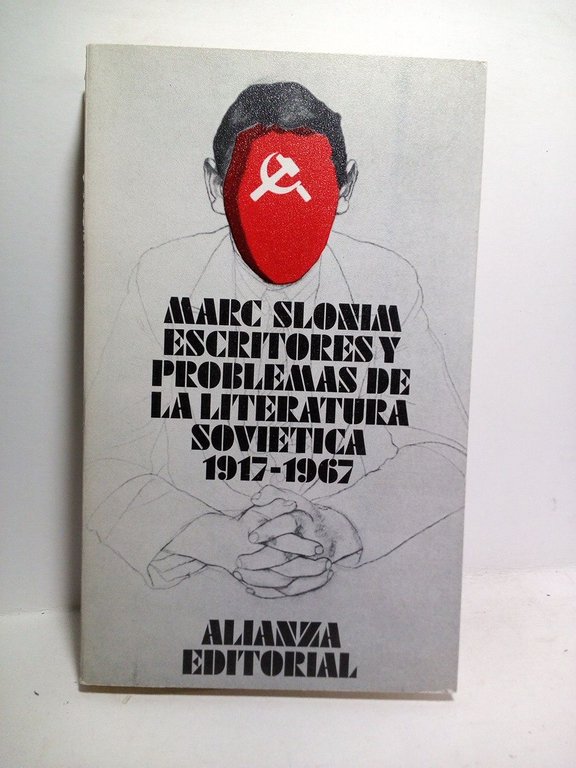 MARC SLONIM
ESCRITORES Y
PROBLEMAS DE
LA LITERATURA
SOVIETICA
1917-1967
ALIANZA
EDITORIAL